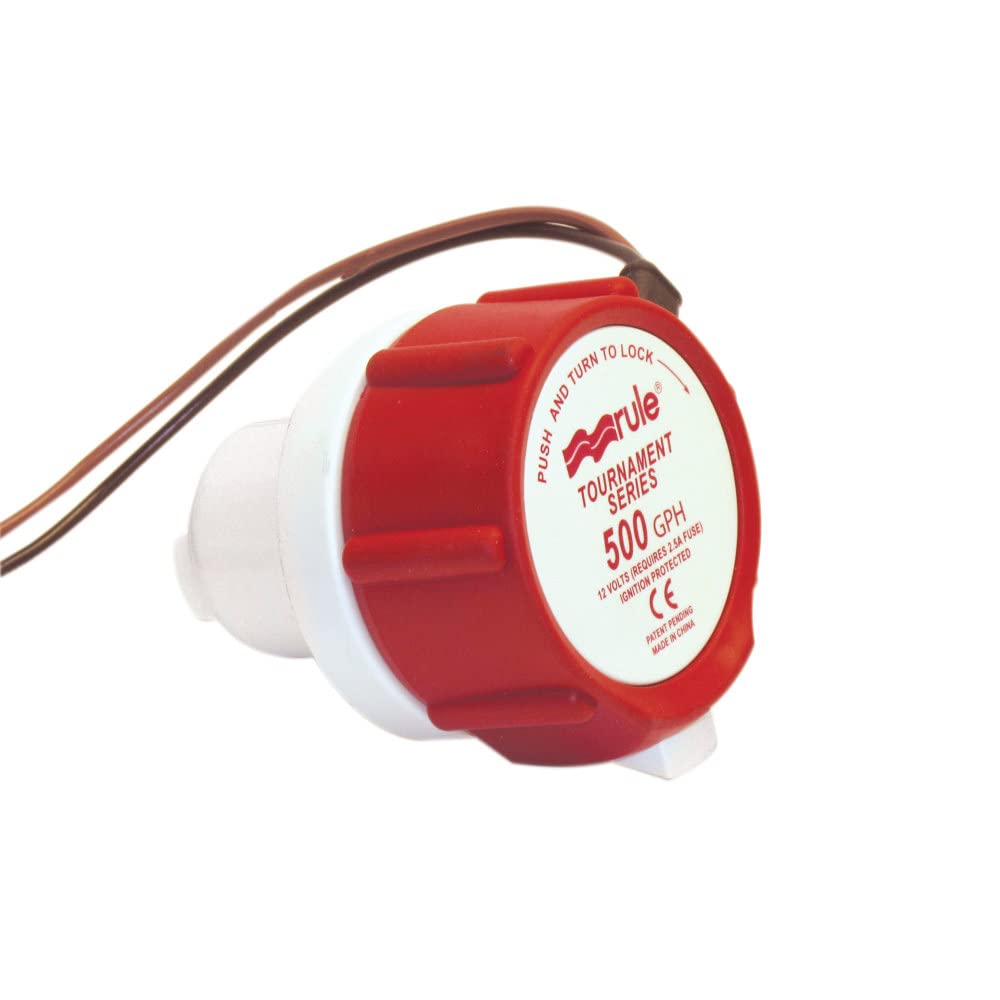 PUSH AND TURN TO LOCK
rule®
TOURNAMENT
SERIES
500 GPH
12 VOLTS (REQUIRES 2.5A FUSE)
IGNITION PROTECTED
CE
PATENT PENDING
MADE IN CHINA